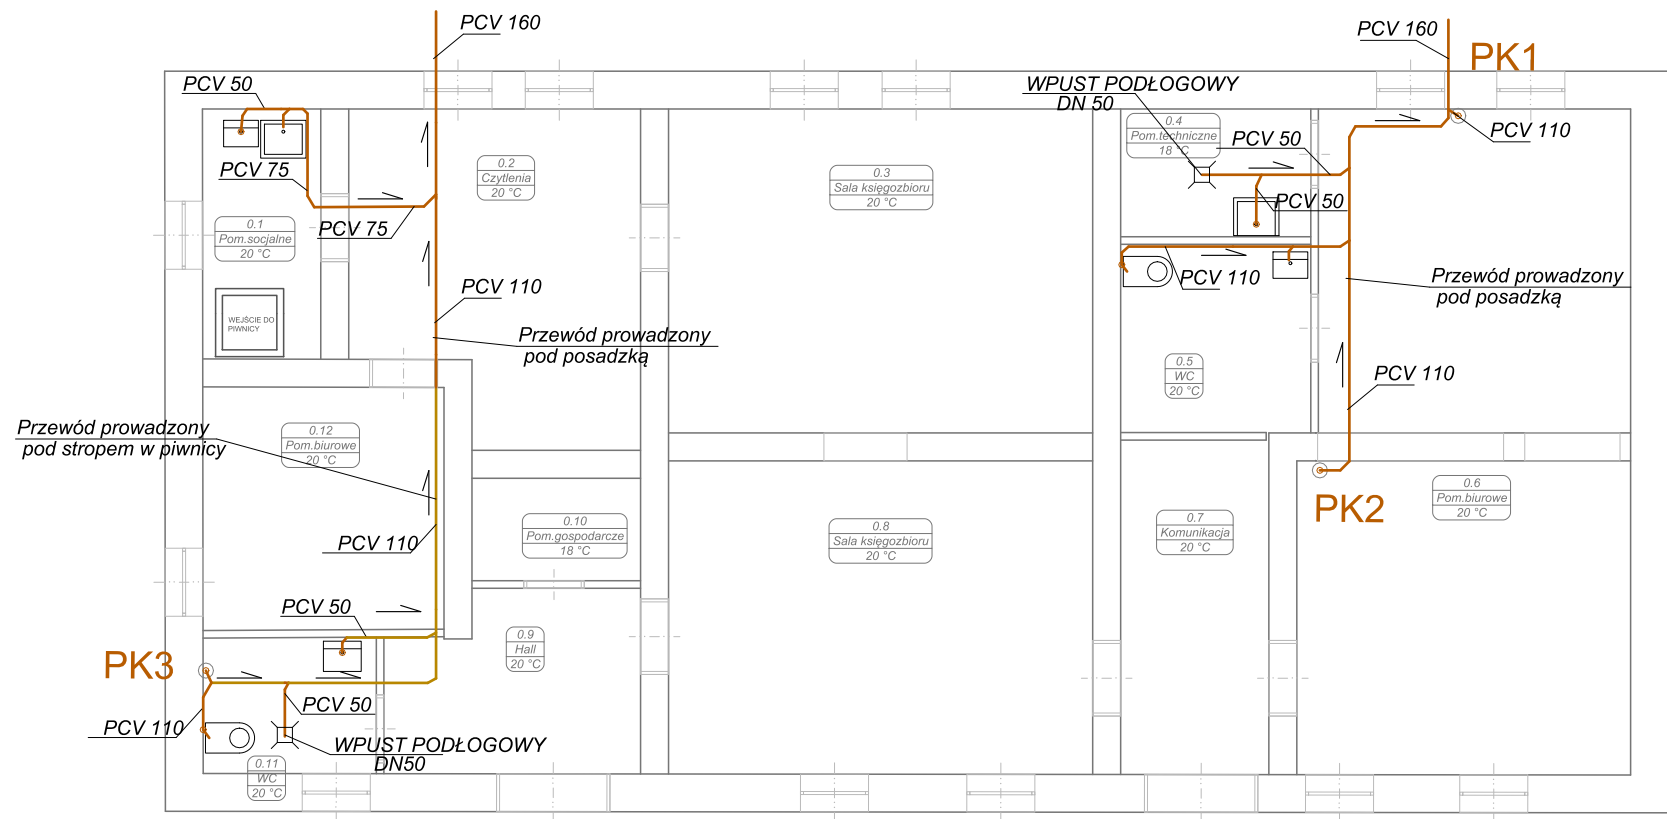 PCV 160
PCV 160
PK1
PCV 50
WPUST PODŁOGOWY
DN 50
PCV 110
0.4
Pom.techniczne
18 °C
PCV 50
PCV 75
0.2
Czytlenia
20 °C
0.3
Sala księgozbioru
20 °C
PCV 50
0.1
Pom.socjalne
20 °C
PCV 75
PCV 110
PCV 110
Przewód prowadzony
pod posadzką
WEJŚCIE DO
PIWNICY
Przewód prowadzony
pod posadzką
0.5
WC
20 °C
PCV 110
Przewód prowadzony
pod stropem w piwnicy
0.12
Pom.biurowe
20 °C
PK2
0.6
Pom.biurowe
20 °C
0.10
Pom.gospodarcze
18 °C
0.8
Sala księgozbioru
20 °C
0.7
Komunikacja
20 °C
PCV 110
PCV 50
0.9
Hall
20 °C
PK3
PCV 50
PCV 110
WPUST PODŁOGOWY
DN50
0.11
WC
20 °C